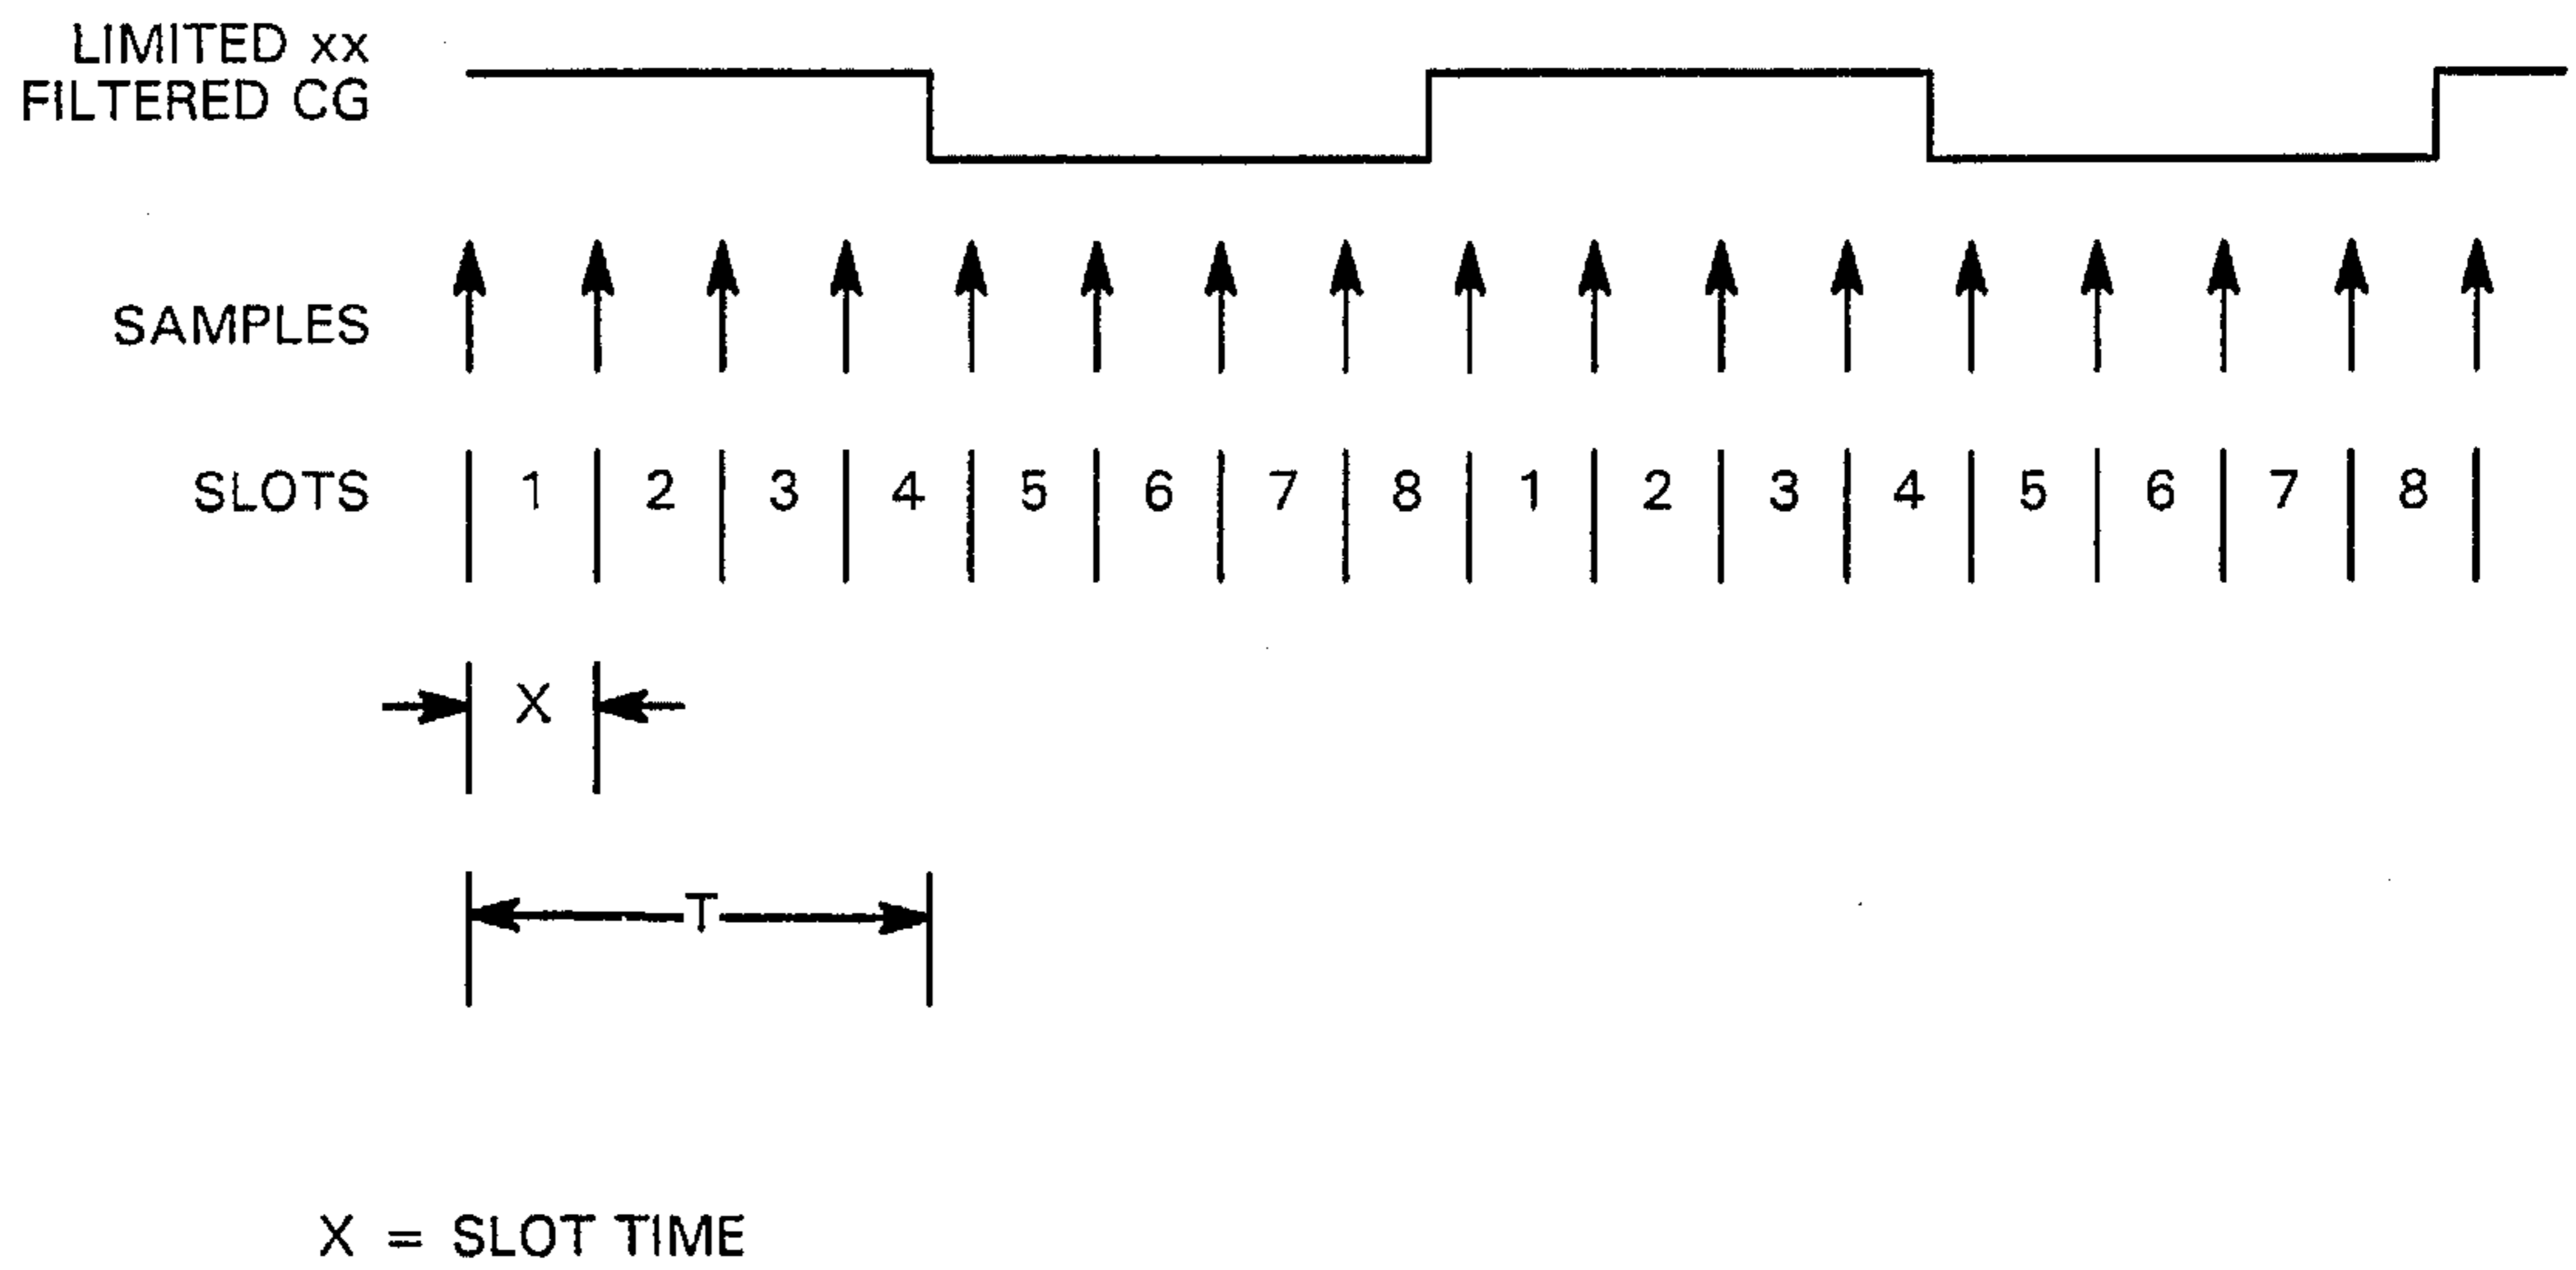 LIMITED xx
FILTERED CG
SAMPLES
SLOTS 1 2 3 4 5 6 7 8 1 2 3 4 5 6 7 8
X
T
X = SLOT TIME